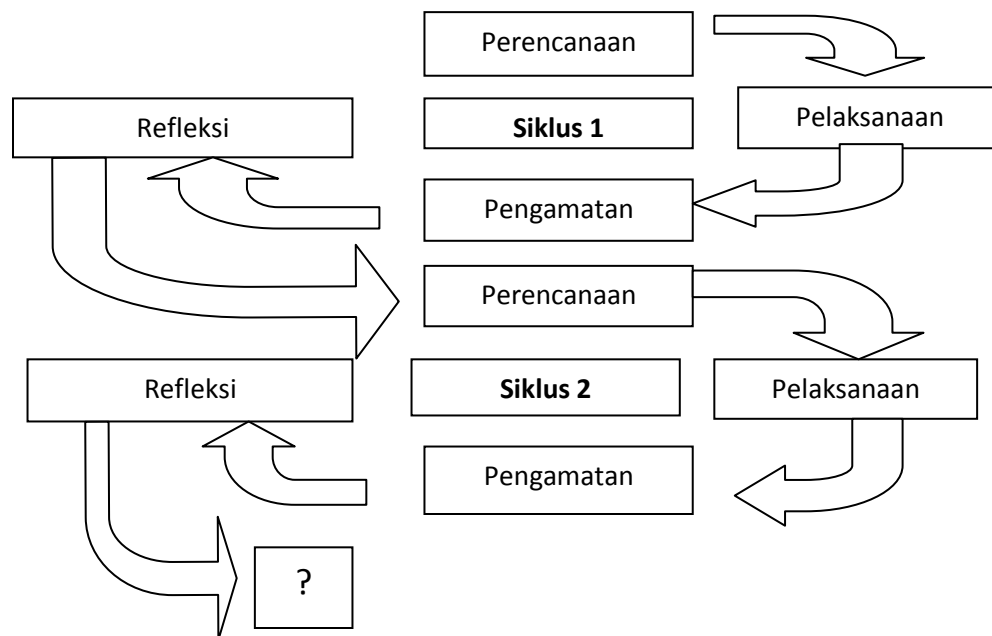 Perencanaan
Pelaksanaan
Refleksi
Siklus 1
Pengamatan
Perencanaan
Refleksi
Siklus 2
Pelaksanaan
Pengamatan
?